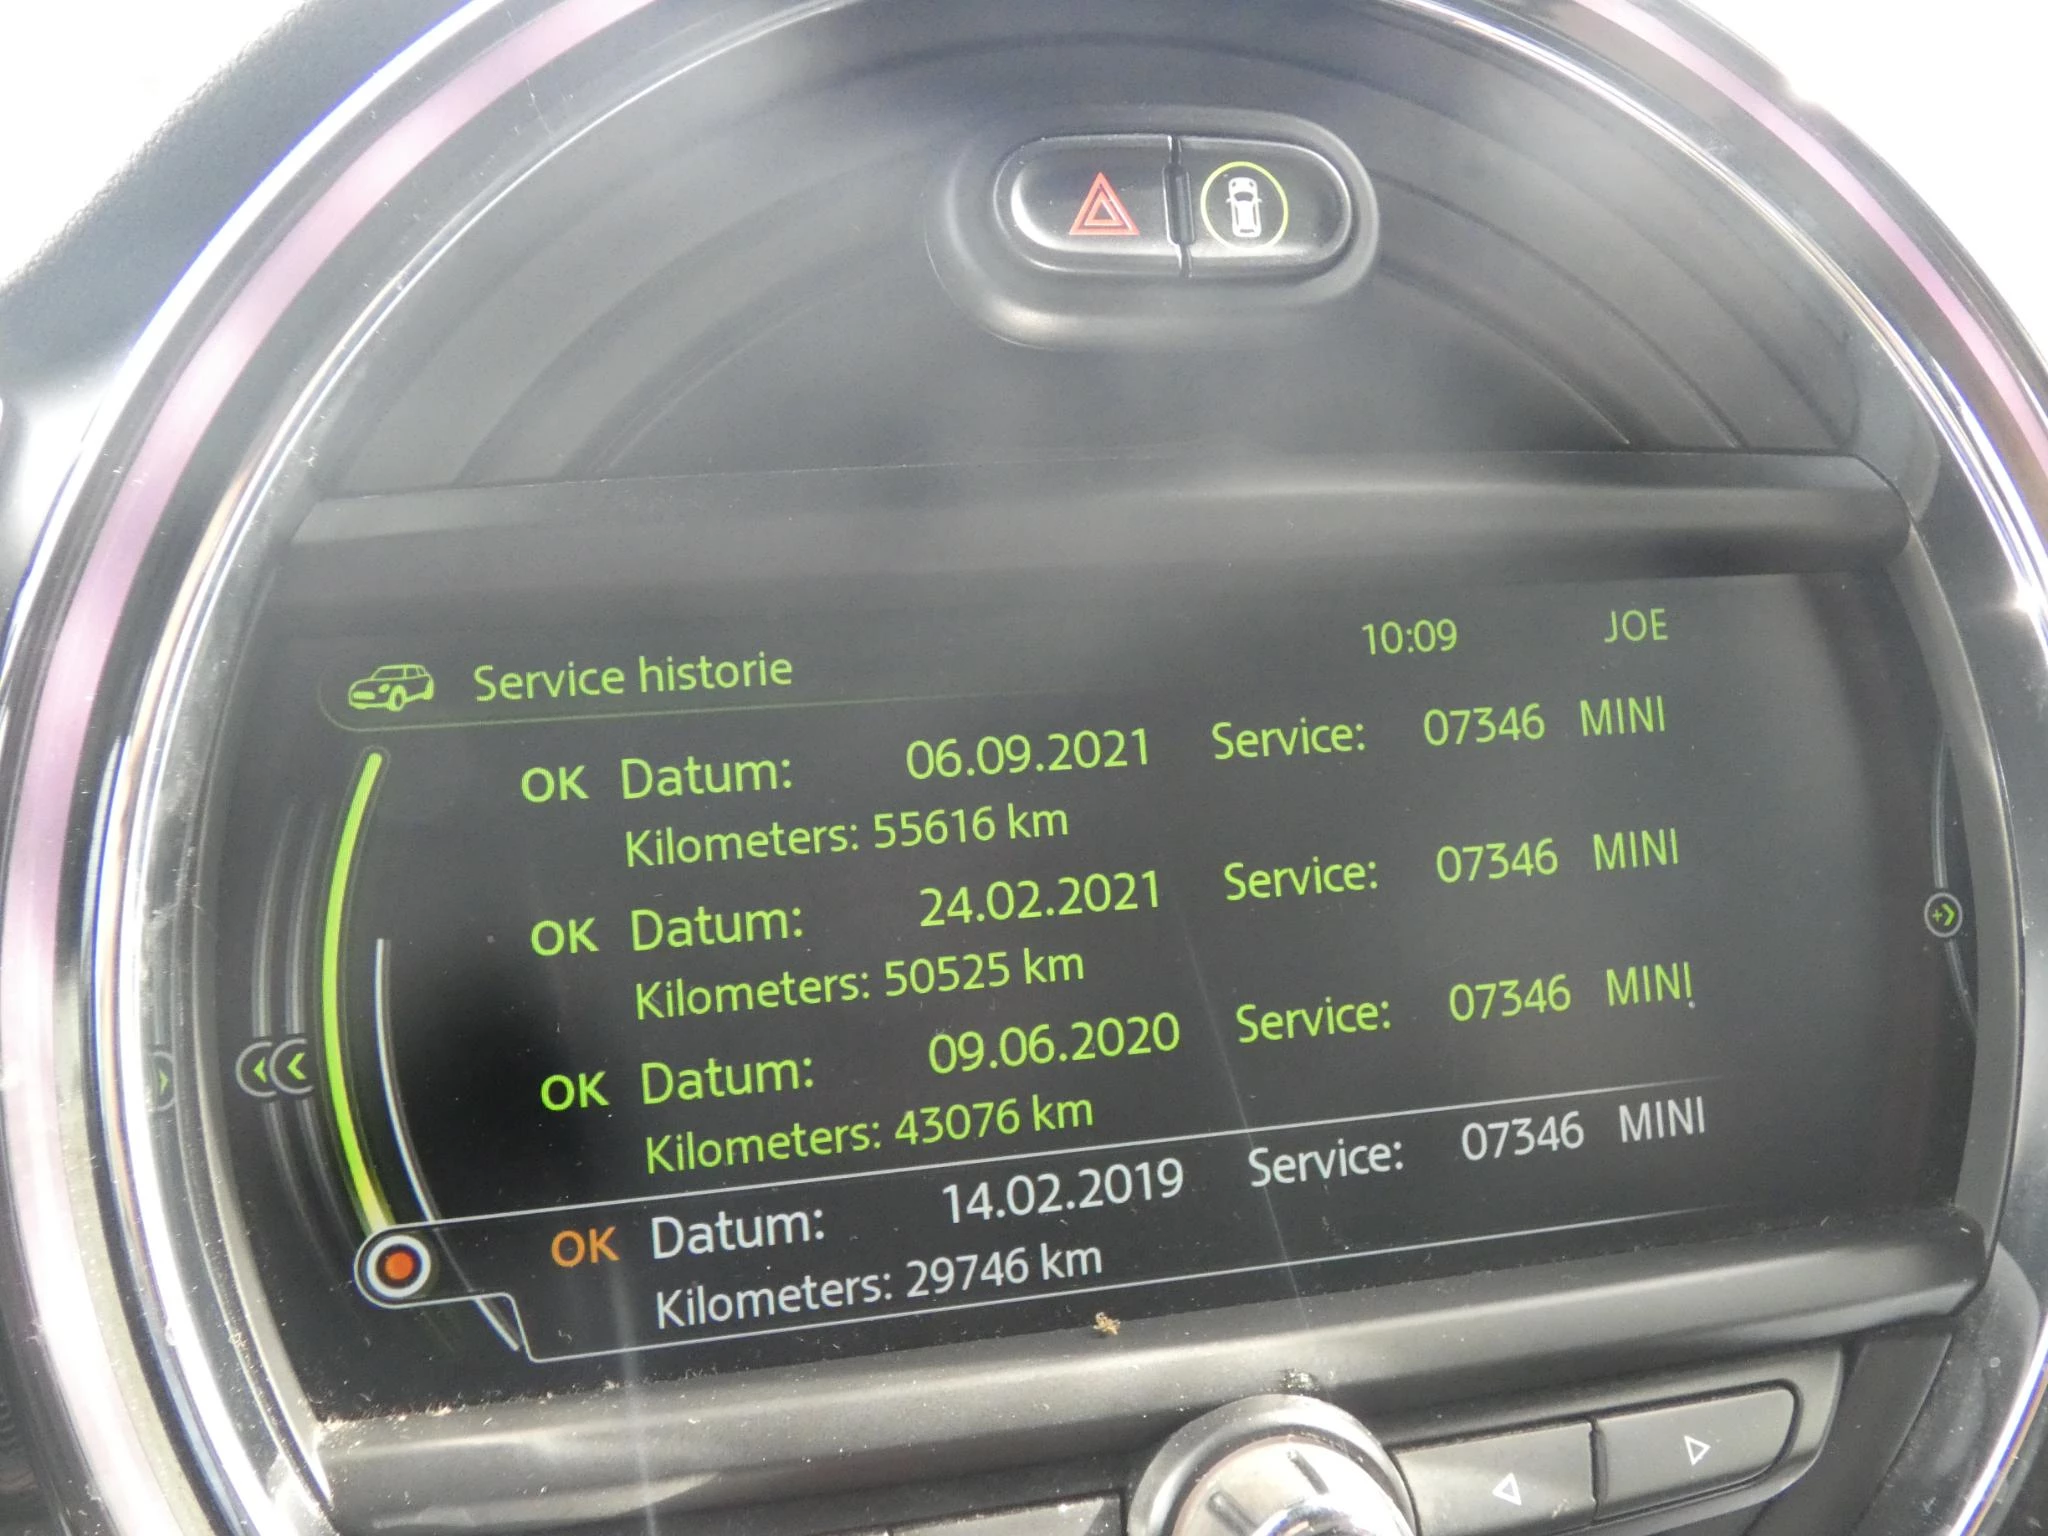 10:09 JOE
Service historie
OK Datum: 06.09.2021 Service: 07346 MINI
Kilometers: 55616 km
OK Datum: 24.02.2021 Service: 07346 MINI
Kilometers: 50525 km
OK Datum: 09.06.2020 Service: 07346 MINI
Kilometers: 43076 km
OK Datum: 14.02.2019 Service: 07346 MINI
Kilometers: 29746 km